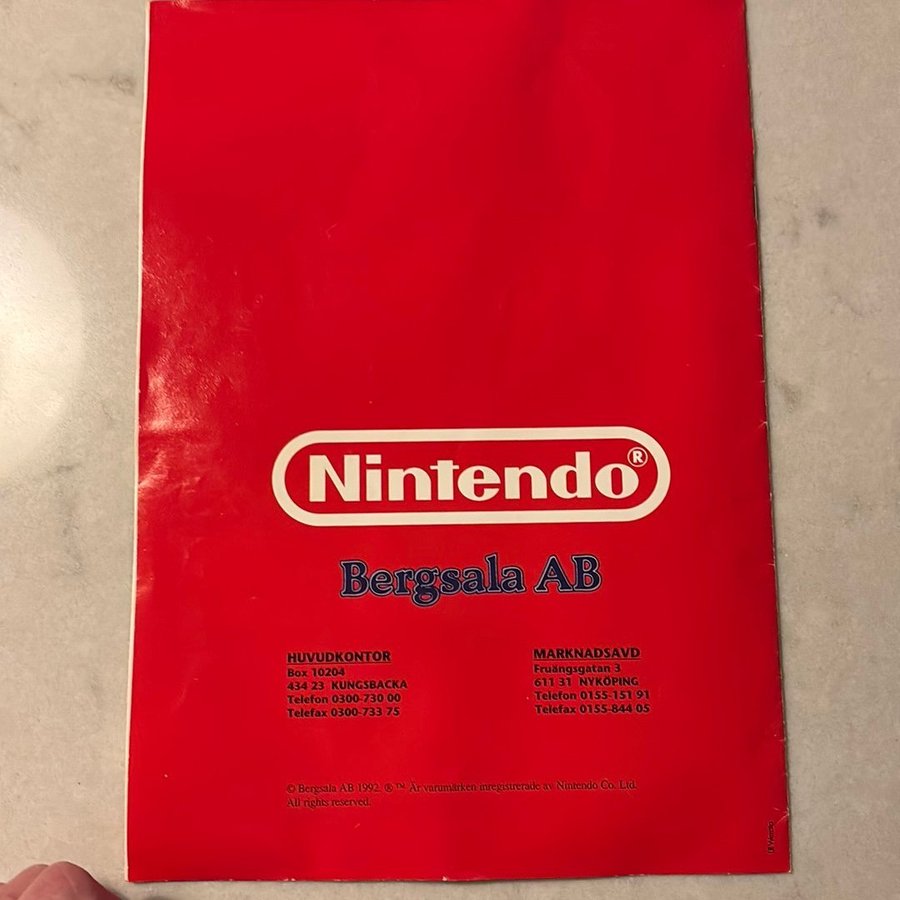 Nintendo®
Bergsala AB
HUVUDKONTOR
Box 10204
434 23 KUNGSBACKA
Telefon 0300-730 00
Telefax 0300-733 75
MARKNADSAVD
Fruängsgatan 3
611 31 NYKÖPING
Telefon 0155-151 91
Telefax 0155-844 05
© Bergsala AB 1992. ®™ Är varumärken inregistrerade av Nintendo Co. Ltd.
All rights reserved.